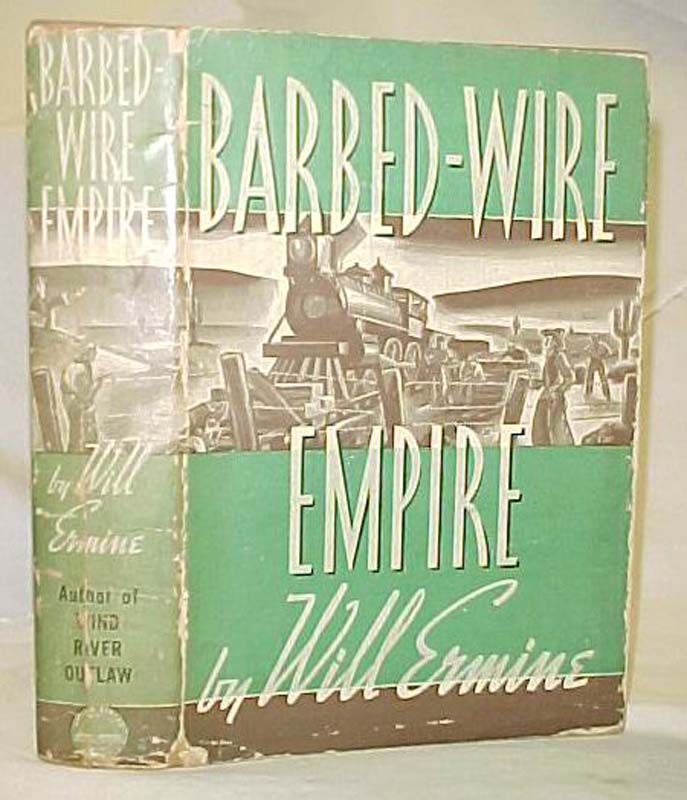 BARBED-
WIRE
EMPIRE
by Will
Ermine
Author of
WIND
RIVER
OUTLAW
BARBED-WIRE
EMPIRE
by Will Ermine